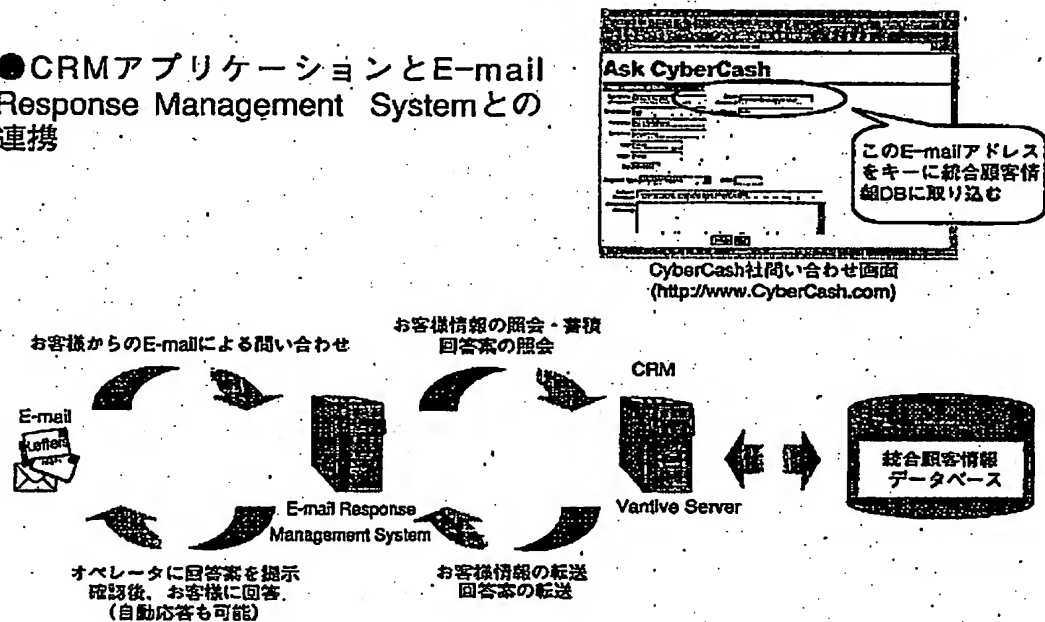 ●CRMアプリケーションとE-mail
Response Management Systemとの
連携
Ask CyberCash
このE-mailアドレス
をキーに統合顧客情
報DBに取り込む
CyberCash社問い合わせ画面
(http://www.CyberCash.com)
お客様からのE-mailによる問い合わせ
お客様情報の照会・蓄積
回答案の照会
CRM
E-mail
Letters
E-mail Response
Management System
Vantive Server
統合顧客情報
データベース
オペレータに回答案を提示
確認後、お客様に回答.
(自動応答も可能)
お客様情報の転送
回答案の転送